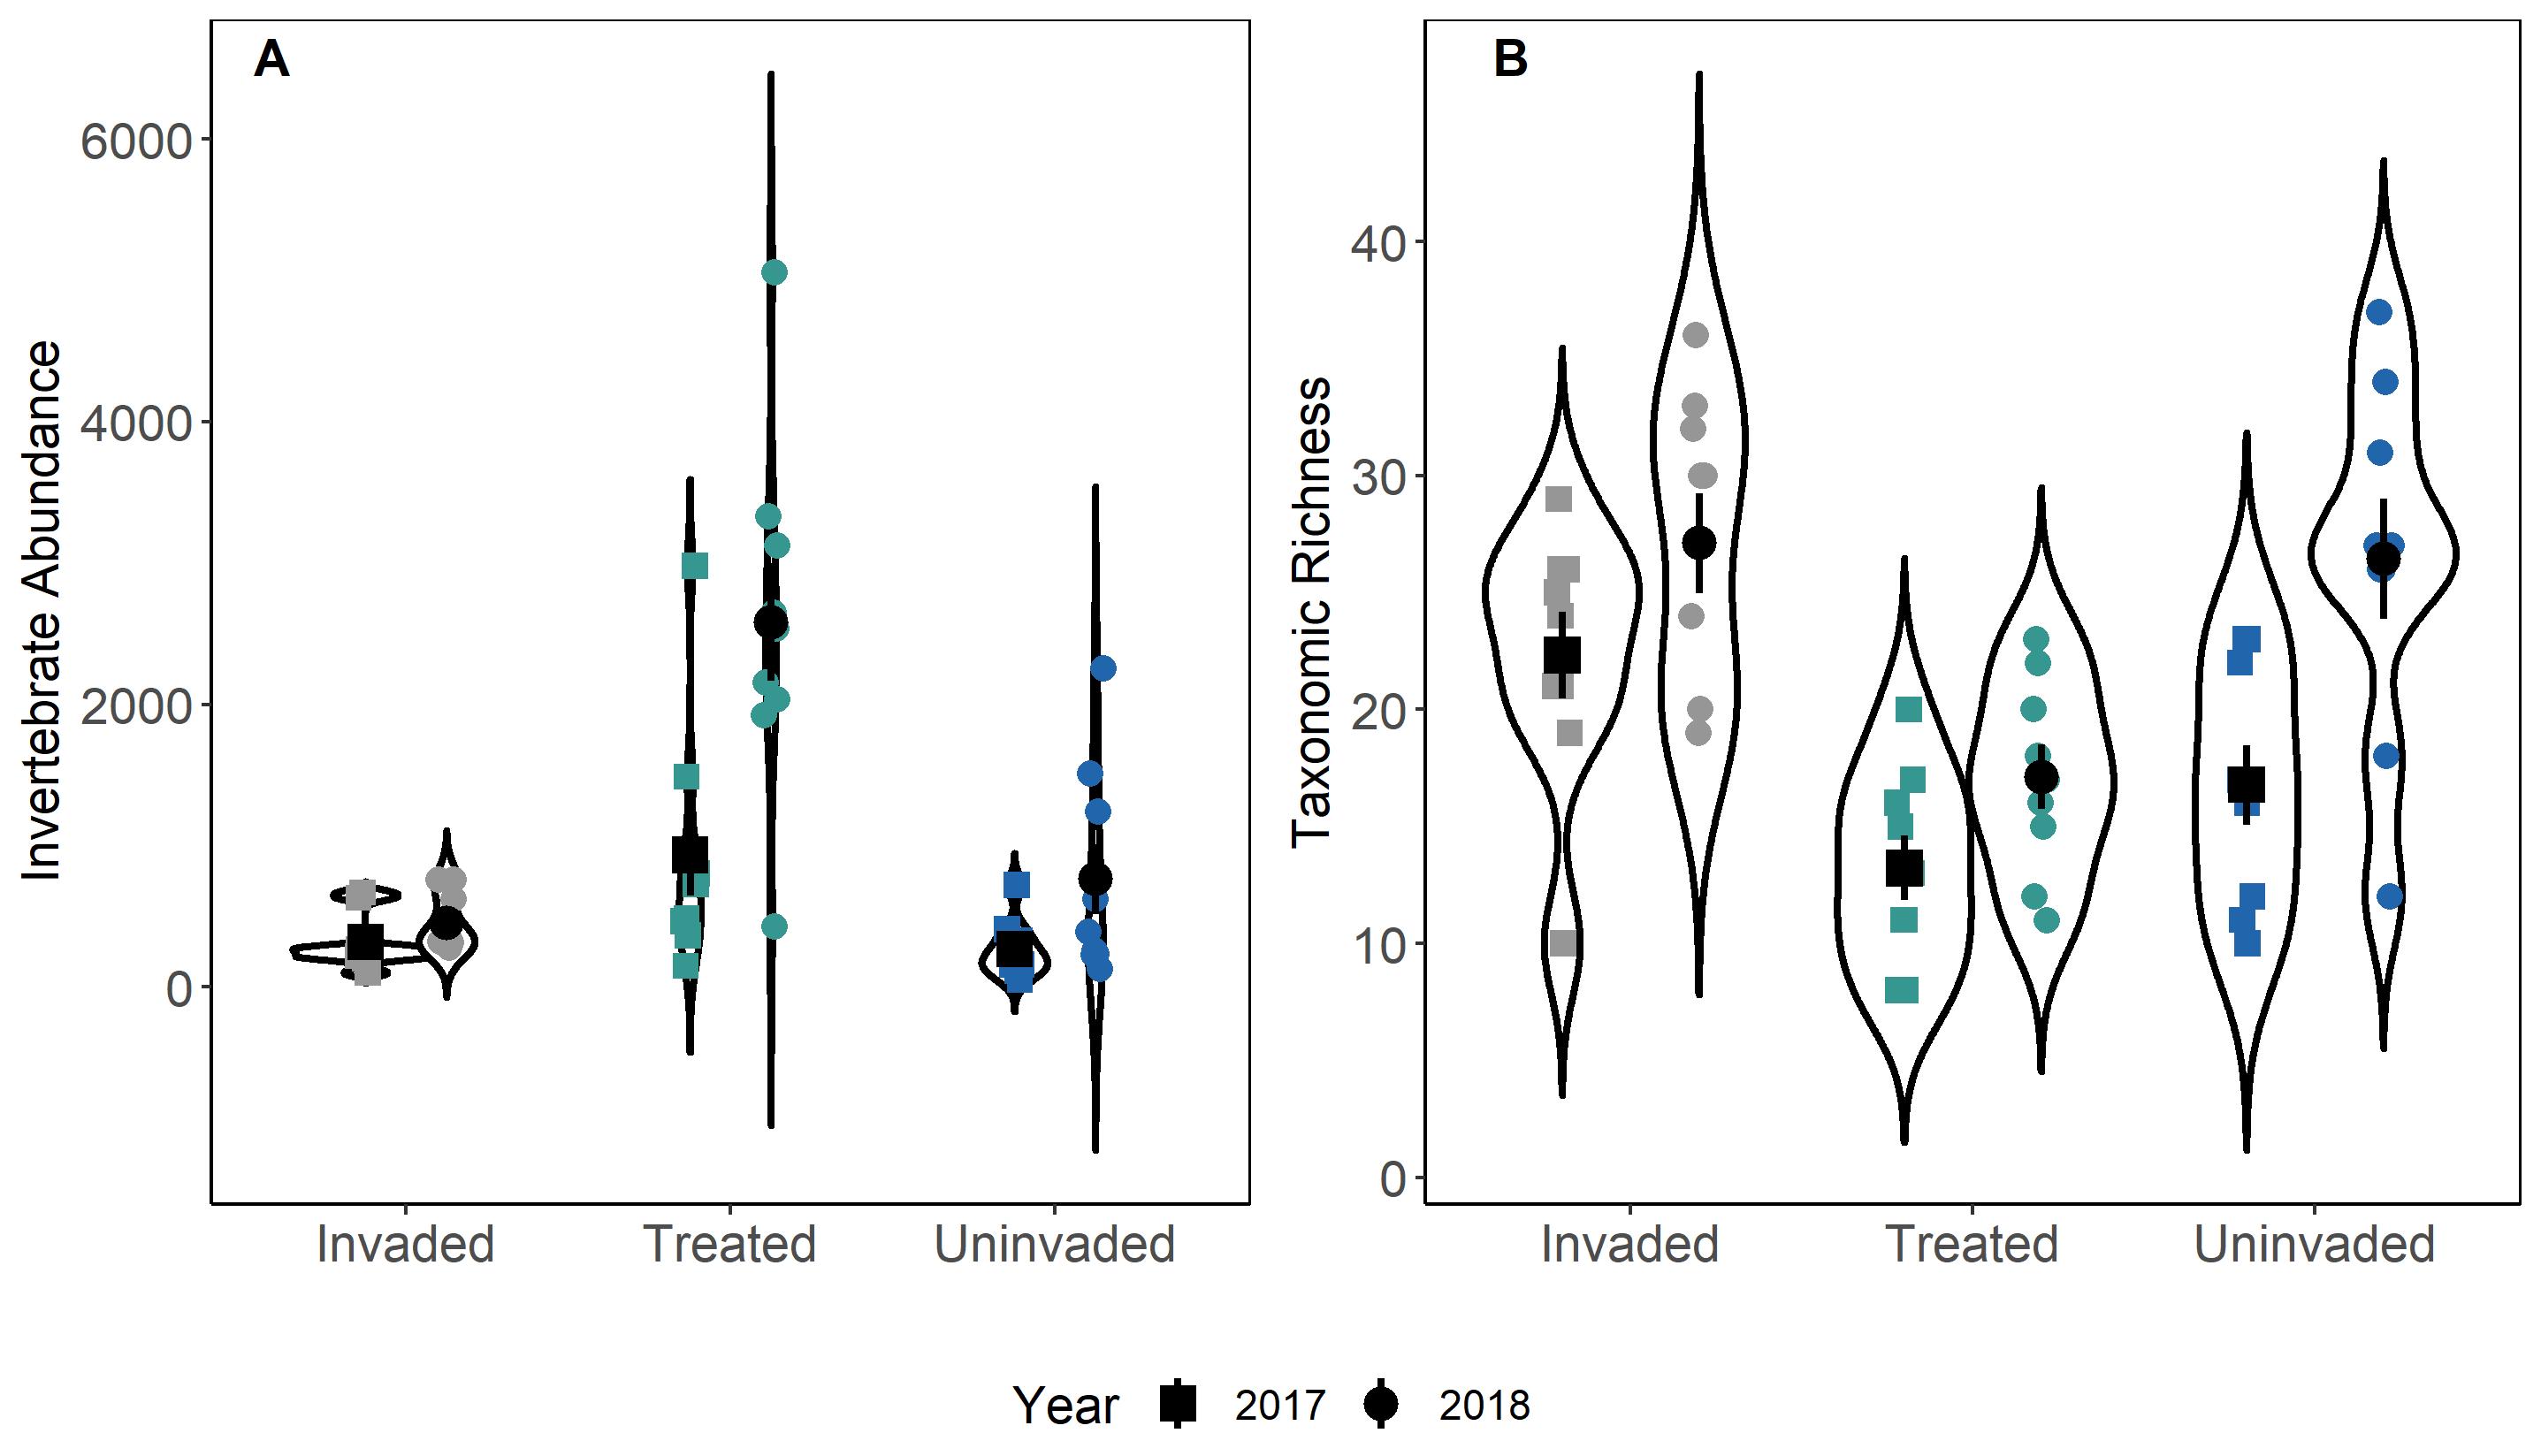 A
Invertebrate Abundance
6000
4000
2000
0
Invaded Treated Uninvaded
B
Taxonomic Richness
40
30
20
10
0
Invaded Treated Uninvaded
Year 2017 2018